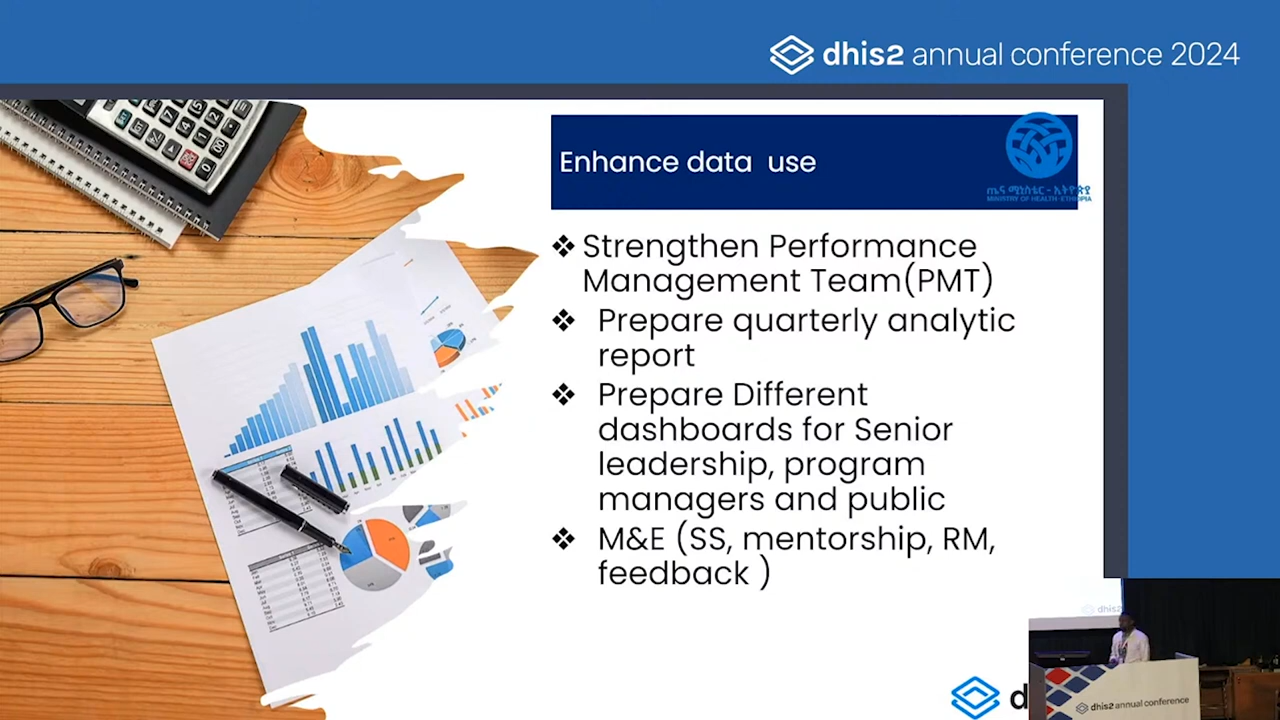 dhis2 annual conference 2024
Enhance data use
ጤና ሚኒስቴር - ኢትዮጵያ
MINISTRY OF HEALTH-ETHIOPIA
❖ Strengthen Performance
Management Team(PMT)
❖ Prepare quarterly analytic
report
❖ Prepare Different
dashboards for Senior
leadership, program
managers and public
❖ M&E (SS, mentorship, RM,
feedback )
dhis2
d
dhis2 annual conference